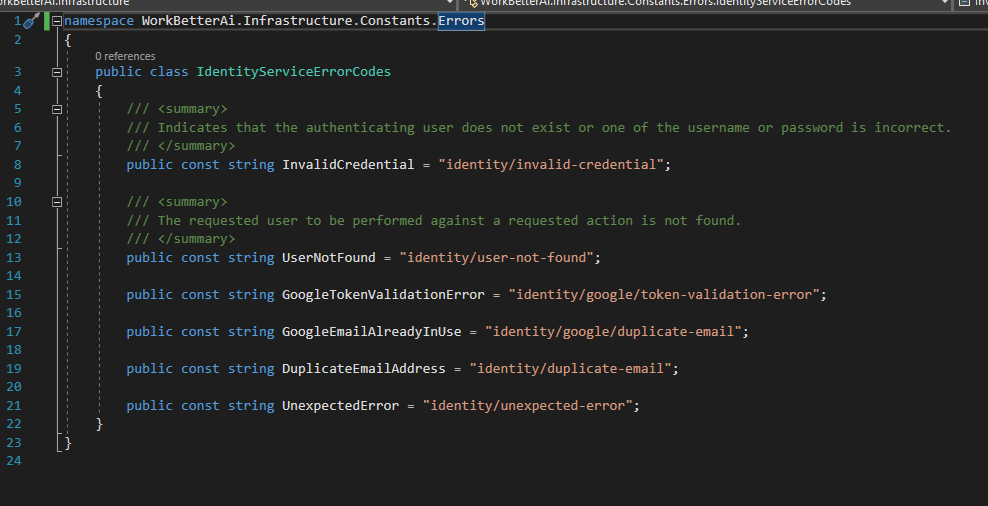 orkBetterAi.Infrastructure WorkBetterAi.Infrastructure.Constants.Errors.IdentityServiceErrorCodes
1 namespace WorkBetterAi.Infrastructure.Constants.Errors
2 {
0 references
3 public class IdentityServiceErrorCodes
4 {
5 /// <summary>
6 /// Indicates that the authenticating user does not exist or one of the username or password is incorrect.
7 /// </summary>
8 public const string InvalidCredential = "identity/invalid-credential";
9
10 /// <summary>
11 /// The requested user to be performed against a requested action is not found.
12 /// </summary>
13 public const string UserNotFound = "identity/user-not-found";
14
15 public const string GoogleTokenValidationError = "identity/google/token-validation-error";
16
17 public const string GoogleEmailAlreadyInUse = "identity/google/duplicate-email";
18
19 public const string DuplicateEmailAddress = "identity/duplicate-email";
20
21 public const string UnexpectedError = "identity/unexpected-error";
22 }
23 }
24